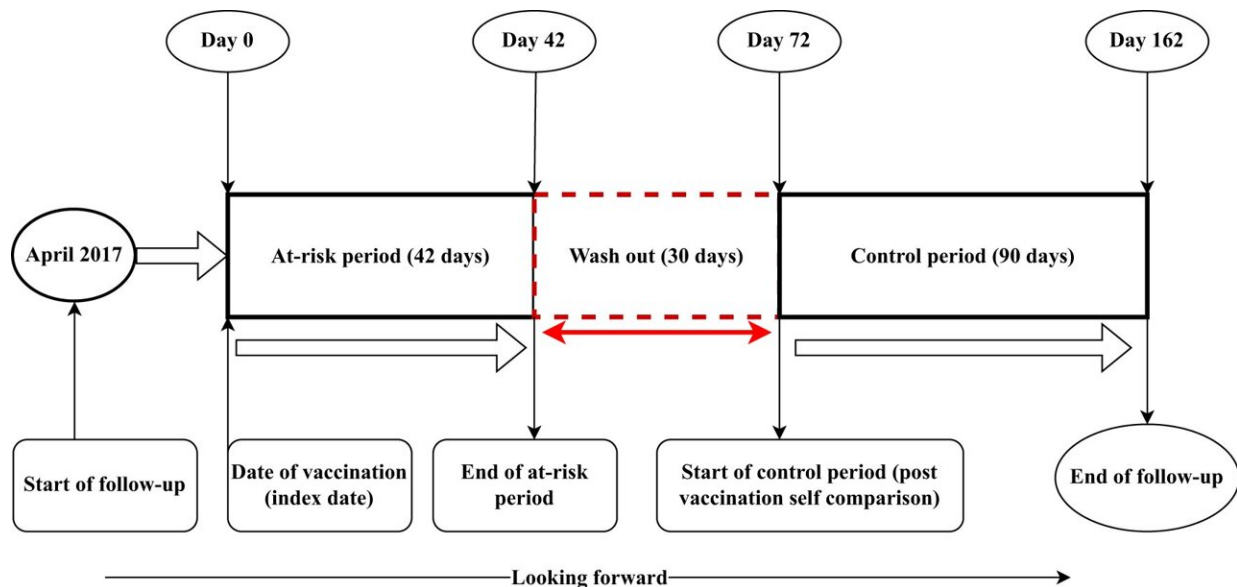 Day 0
Day 42
Day 72
Day 162
April 2017
At-risk period (42 days)
Wash out (30 days)
Control period (90 days)
Start of follow-up
Date of vaccination
(index date)
End of at-risk
period
Start of control period (post
vaccination self comparison)
End of follow-up
Looking forward